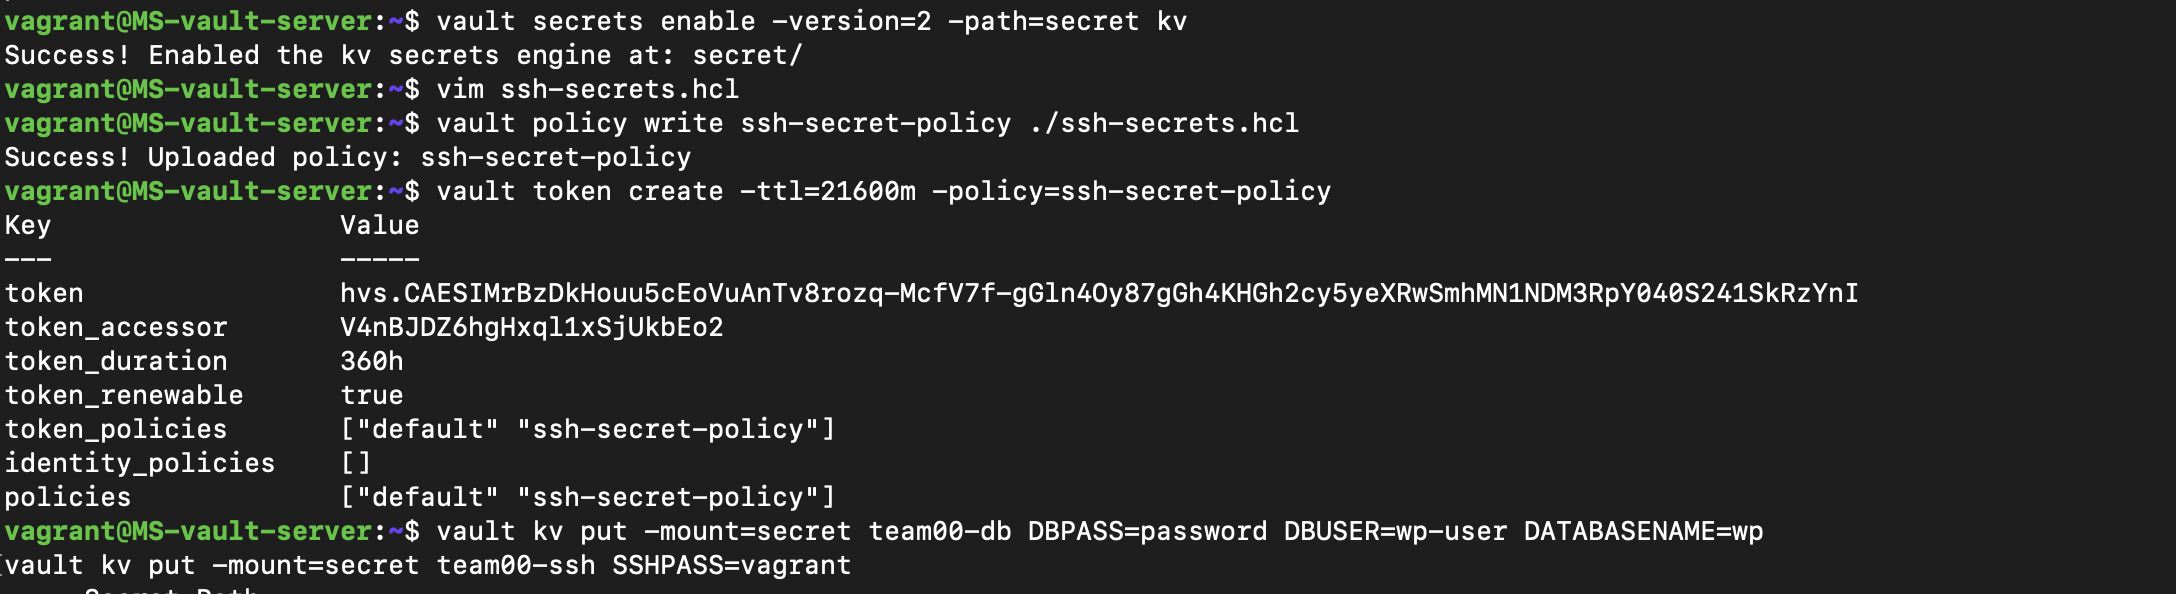 vagrant@MS-vault-server:~$ vault secrets enable -version=2 -path=secret kv
Success! Enabled the kv secrets engine at: secret/
vagrant@MS-vault-server:~$ vim ssh-secrets.hcl
vagrant@MS-vault-server:~$ vault policy write ssh-secret-policy ./ssh-secrets.hcl
Success! Uploaded policy: ssh-secret-policy
vagrant@MS-vault-server:~$ vault token create -ttl=21600m -policy=ssh-secret-policy
Key                  Value
---                  -----
token                hvs.CAESIMrBzDkHouu5cEoVuAnTv8rozq-McfV7f-gGln4Oy87gGh4KHGh2cy5yeXRwSmhMN1NDM3RpY040S241SkRzYnI
token_accessor       V4nBJDZ6hgHxql1xSjUkbEo2
token_duration       360h
token_renewable      true
token_policies       ["default" "ssh-secret-policy"]
identity_policies    []
policies             ["default" "ssh-secret-policy"]
vagrant@MS-vault-server:~$ vault kv put -mount=secret team00-db DBPASS=password DBUSER=wp-user DATABASENAME=wp
vault kv put -mount=secret team00-ssh SSHPASS=vagrant
Secret Path